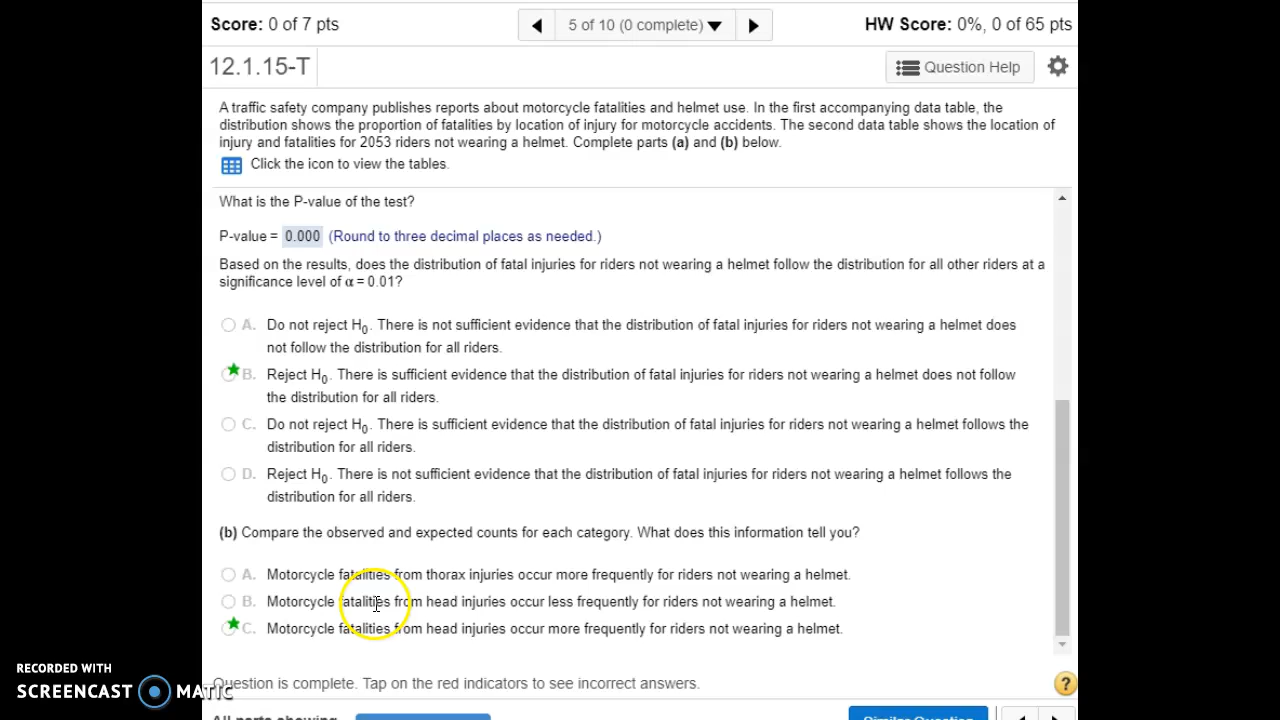 Score: 0 of 7 pts
5 of 10 (0 complete)
HW Score: 0%, 0 of 65 pts
12.1.15-T
Question Help
A traffic safety company publishes reports about motorcycle fatalities and helmet use. In the first accompanying data table, the
distribution shows the proportion of fatalities by location of injury for motorcycle accidents. The second data table shows the location of
injury and fatalities for 2053 riders not wearing a helmet. Complete parts (a) and (b) below.
Click the icon to view the tables.
What is the P-value of the test?
P-value = 0.000 (Round to three decimal places as needed.)
Based on the results, does the distribution of fatal injuries for riders not wearing a helmet follow the distribution for all other riders at a
significance level of α = 0.01?
A. Do not reject H0. There is not sufficient evidence that the distribution of fatal injuries for riders not wearing a helmet does
not follow the distribution for all riders.
B. Reject H0. There is sufficient evidence that the distribution of fatal injuries for riders not wearing a helmet does not follow
the distribution for all riders.
C. Do not reject H0. There is sufficient evidence that the distribution of fatal injuries for riders not wearing a helmet follows the
distribution for all riders.
D. Reject H0. There is not sufficient evidence that the distribution of fatal injuries for riders not wearing a helmet follows the
distribution for all riders.
(b) Compare the observed and expected counts for each category. What does this information tell you?
A. Motorcycle fatalities from thorax injuries occur more frequently for riders not wearing a helmet.
B. Motorcycle fatalities from head injuries occur less frequently for riders not wearing a helmet.
C. Motorcycle fatalities from head injuries occur more frequently for riders not wearing a helmet.
Question is complete. Tap on the red indicators to see incorrect answers.
?
All parts showing
Similar Question
RECORDED WITH
SCREENCAST MATIC